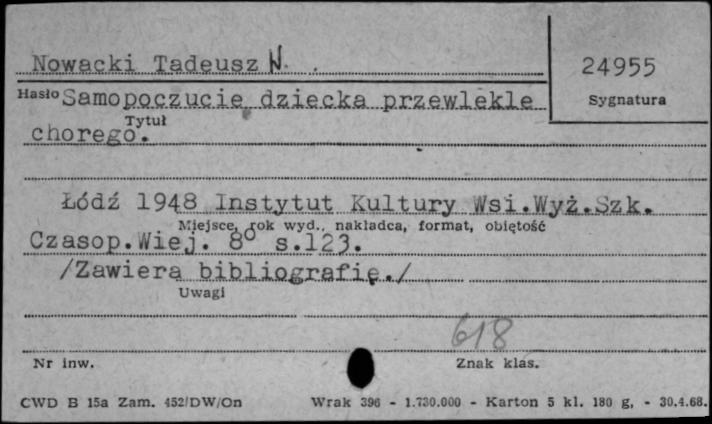 Nowacki Tadeusz N.
24955
Hasło Samopoczucie dziecka przewlekle
Sygnatura
Tytuł
chorego.
Łódź 1948 Instytut Kultury Wsi.Wyż.Szk.
Miejsce, rok wyd., nakładca, format, objętość
Czasop.Wiej. 8° s.123.
/Zawiera bibliografię./
Uwagi
618
Nr inw.
Znak klas.
CWD B 15a Zam. 452/DW/On Wrak 396 - 1.730.000 - Karton 5 kl. 180 g, - 30.4.68.